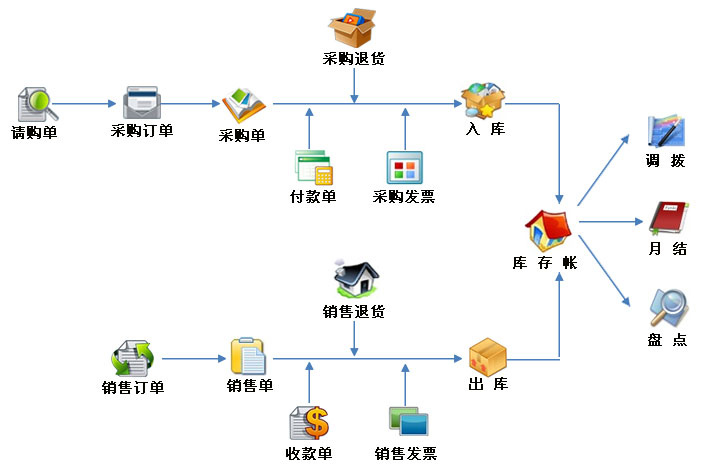 采购退货
请购单
采购订单
采购单
入 库
付款单
采购发票
调 拨
库 存 帐
月 结
销售退货
盘 点
销售订单
销售单
出 库
收款单
销售发票